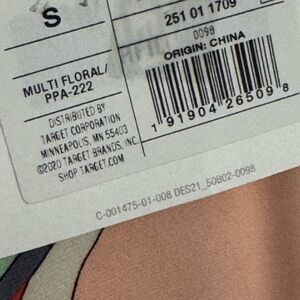 S
251 01 1709
0098
ORIGIN: CHINA
MULTI FLORAL/
PPA-222
DISTRIBUTED BY
TARGET CORPORATION
MINNEAPOLIS, MN 55403
©2020 TARGET BRANDS, INC.
SHOP TARGET.COM
1 91904 26509 8
C-001475-01-008 DES21_50B02-0098